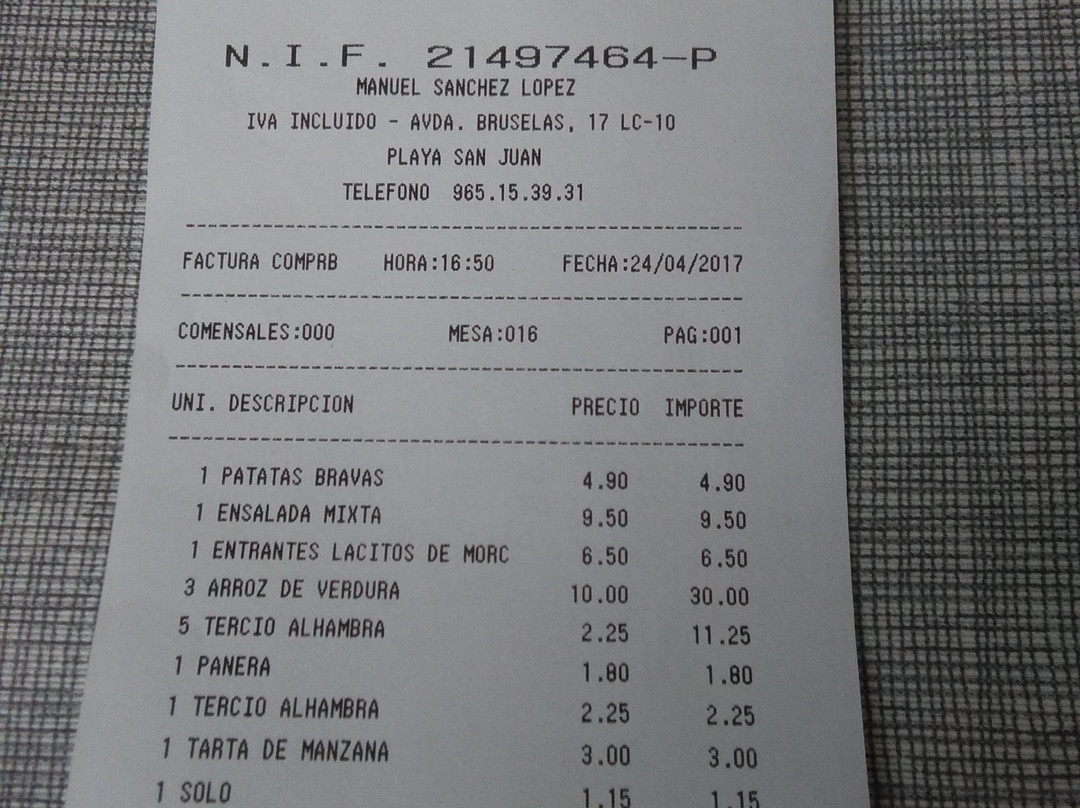 N.I.F. 21497464-P
MANUEL SANCHEZ LOPEZ
IVA INCLUIDO - AVDA. BRUSELAS, 17 LC-10
PLAYA SAN JUAN
TELEFONO 965.15.39.31
FACTURA COMPRB HORA:16:50 FECHA:24/04/2017
COMENSALES:000 MESA:016 PAG:001
UNI. DESCRIPCION PRECIO IMPORTE
1 PATATAS BRAVAS 4.90 4.90
1 ENSALADA MIXTA 9.50 9.50
1 ENTRANTES LACITOS DE MORC 6.50 6.50
3 ARROZ DE VERDURA 10.00 30.00
5 TERCIO ALHAMBRA 2.25 11.25
1 PANERA 1.80 1.80
1 TERCIO ALHAMBRA 2.25 2.25
1 TARTA DE MANZANA 3.00 3.00
1 SOLO 1.15 1.15